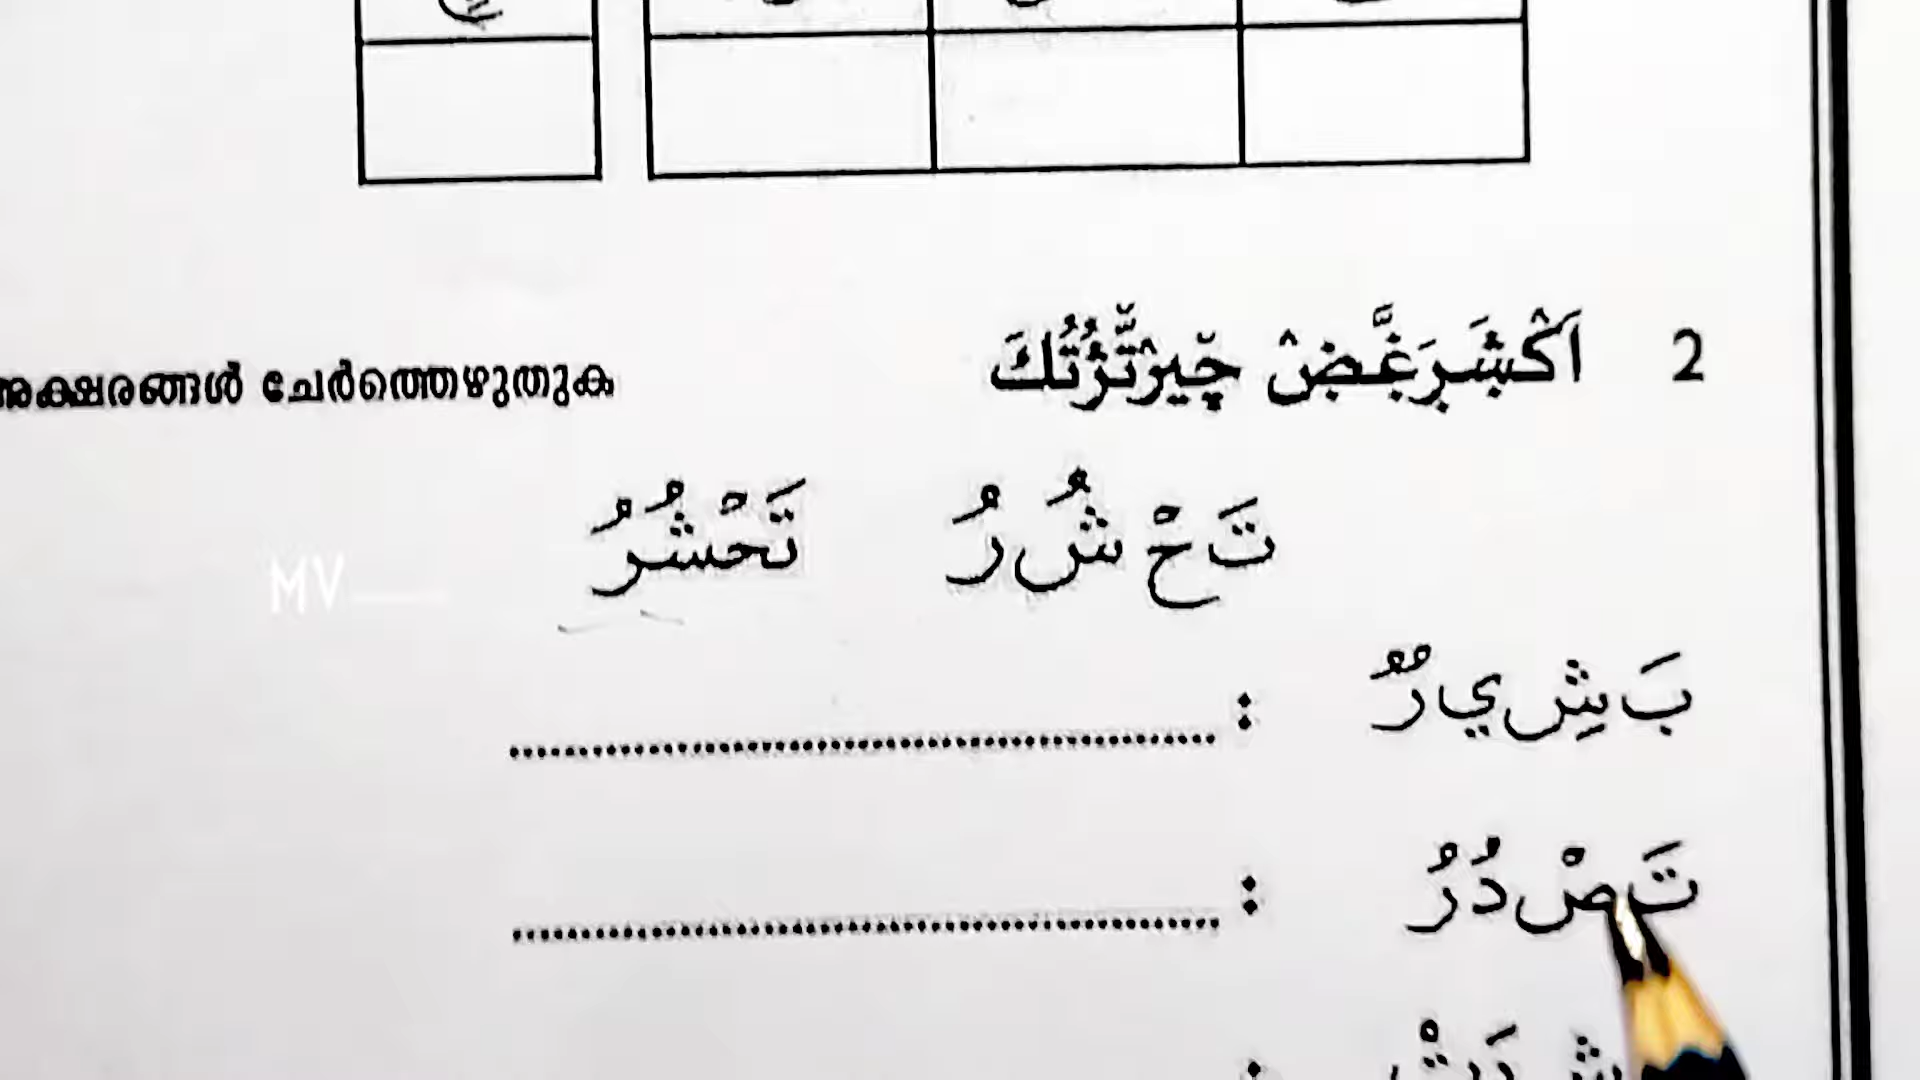 2 اَكْشَرَغَّضْ چٜيرْتّٜژُتُكَ
അക്ഷരങ്ങൾ ചേർത്തെഴുതുക
تَ حْ شُ رُ تَحْشُرُ
MV
بَ شِ ي رٌ : ........................................
تَ صْ دُ رُ : ........................................